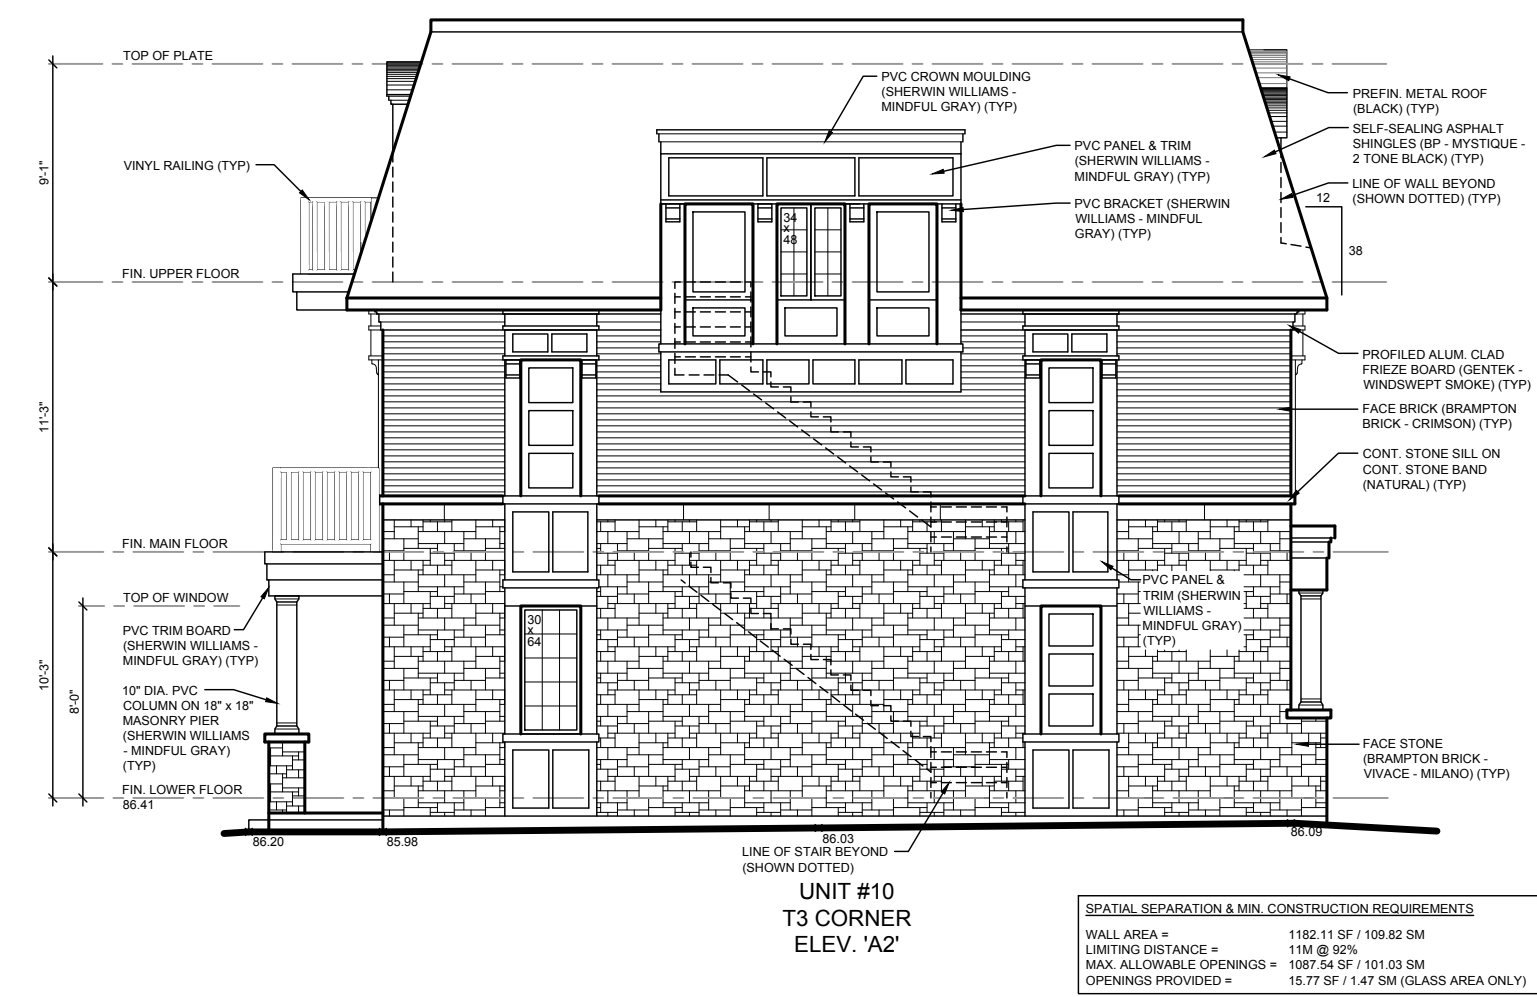 TOP OF PLATE
9'-1"
VINYL RAILING (TYP)
FIN. UPPER FLOOR
11'-3"
FIN. MAIN FLOOR
TOP OF WINDOW
10'-3"
8'-0"
PVC TRIM BOARD
(SHERWIN WILLIAMS -
MINDFUL GRAY) (TYP)
10" DIA. PVC
COLUMN ON 18" x 18"
MASONRY PIER
(SHERWIN WILLIAMS
- MINDFUL GRAY)
(TYP)
FIN. LOWER FLOOR
86.41
PVC CROWN MOULDING
(SHERWIN WILLIAMS -
MINDFUL GRAY) (TYP)
PVC PANEL & TRIM
(SHERWIN WILLIAMS -
MINDFUL GRAY) (TYP)
PVC BRACKET (SHERWIN
WILLIAMS - MINDFUL
GRAY) (TYP)
34
x
48
PREFIN. METAL ROOF
(BLACK) (TYP)
SELF-SEALING ASPHALT
SHINGLES (BP - MYSTIQUE -
2 TONE BLACK) (TYP)
LINE OF WALL BEYOND
(SHOWN DOTTED) (TYP)
12
38
PROFILED ALUM. CLAD
FRIEZE BOARD (GENTEK -
WINDSWEPT SMOKE) (TYP)
FACE BRICK (BRAMPTON
BRICK - CRIMSON) (TYP)
CONT. STONE SILL ON
CONT. STONE BAND
(NATURAL) (TYP)
PVC PANEL &
TRIM (SHERWIN
WILLIAMS -
MINDFUL GRAY)
(TYP)
30
x
64
FACE STONE
(BRAMPTON BRICK -
VIVACE - MILANO) (TYP)
86.20
85.98
86.03
86.09
LINE OF STAIR BEYOND
(SHOWN DOTTED)
UNIT #10
T3 CORNER
ELEV. 'A2'
SPATIAL SEPARATION & MIN. CONSTRUCTION REQUIREMENTS
WALL AREA = 1182.11 SF / 109.82 SM
LIMITING DISTANCE = 11M @ 92%
MAX. ALLOWABLE OPENINGS = 1087.54 SF / 101.03 SM
OPENINGS PROVIDED = 15.77 SF / 1.47 SM (GLASS AREA ONLY)